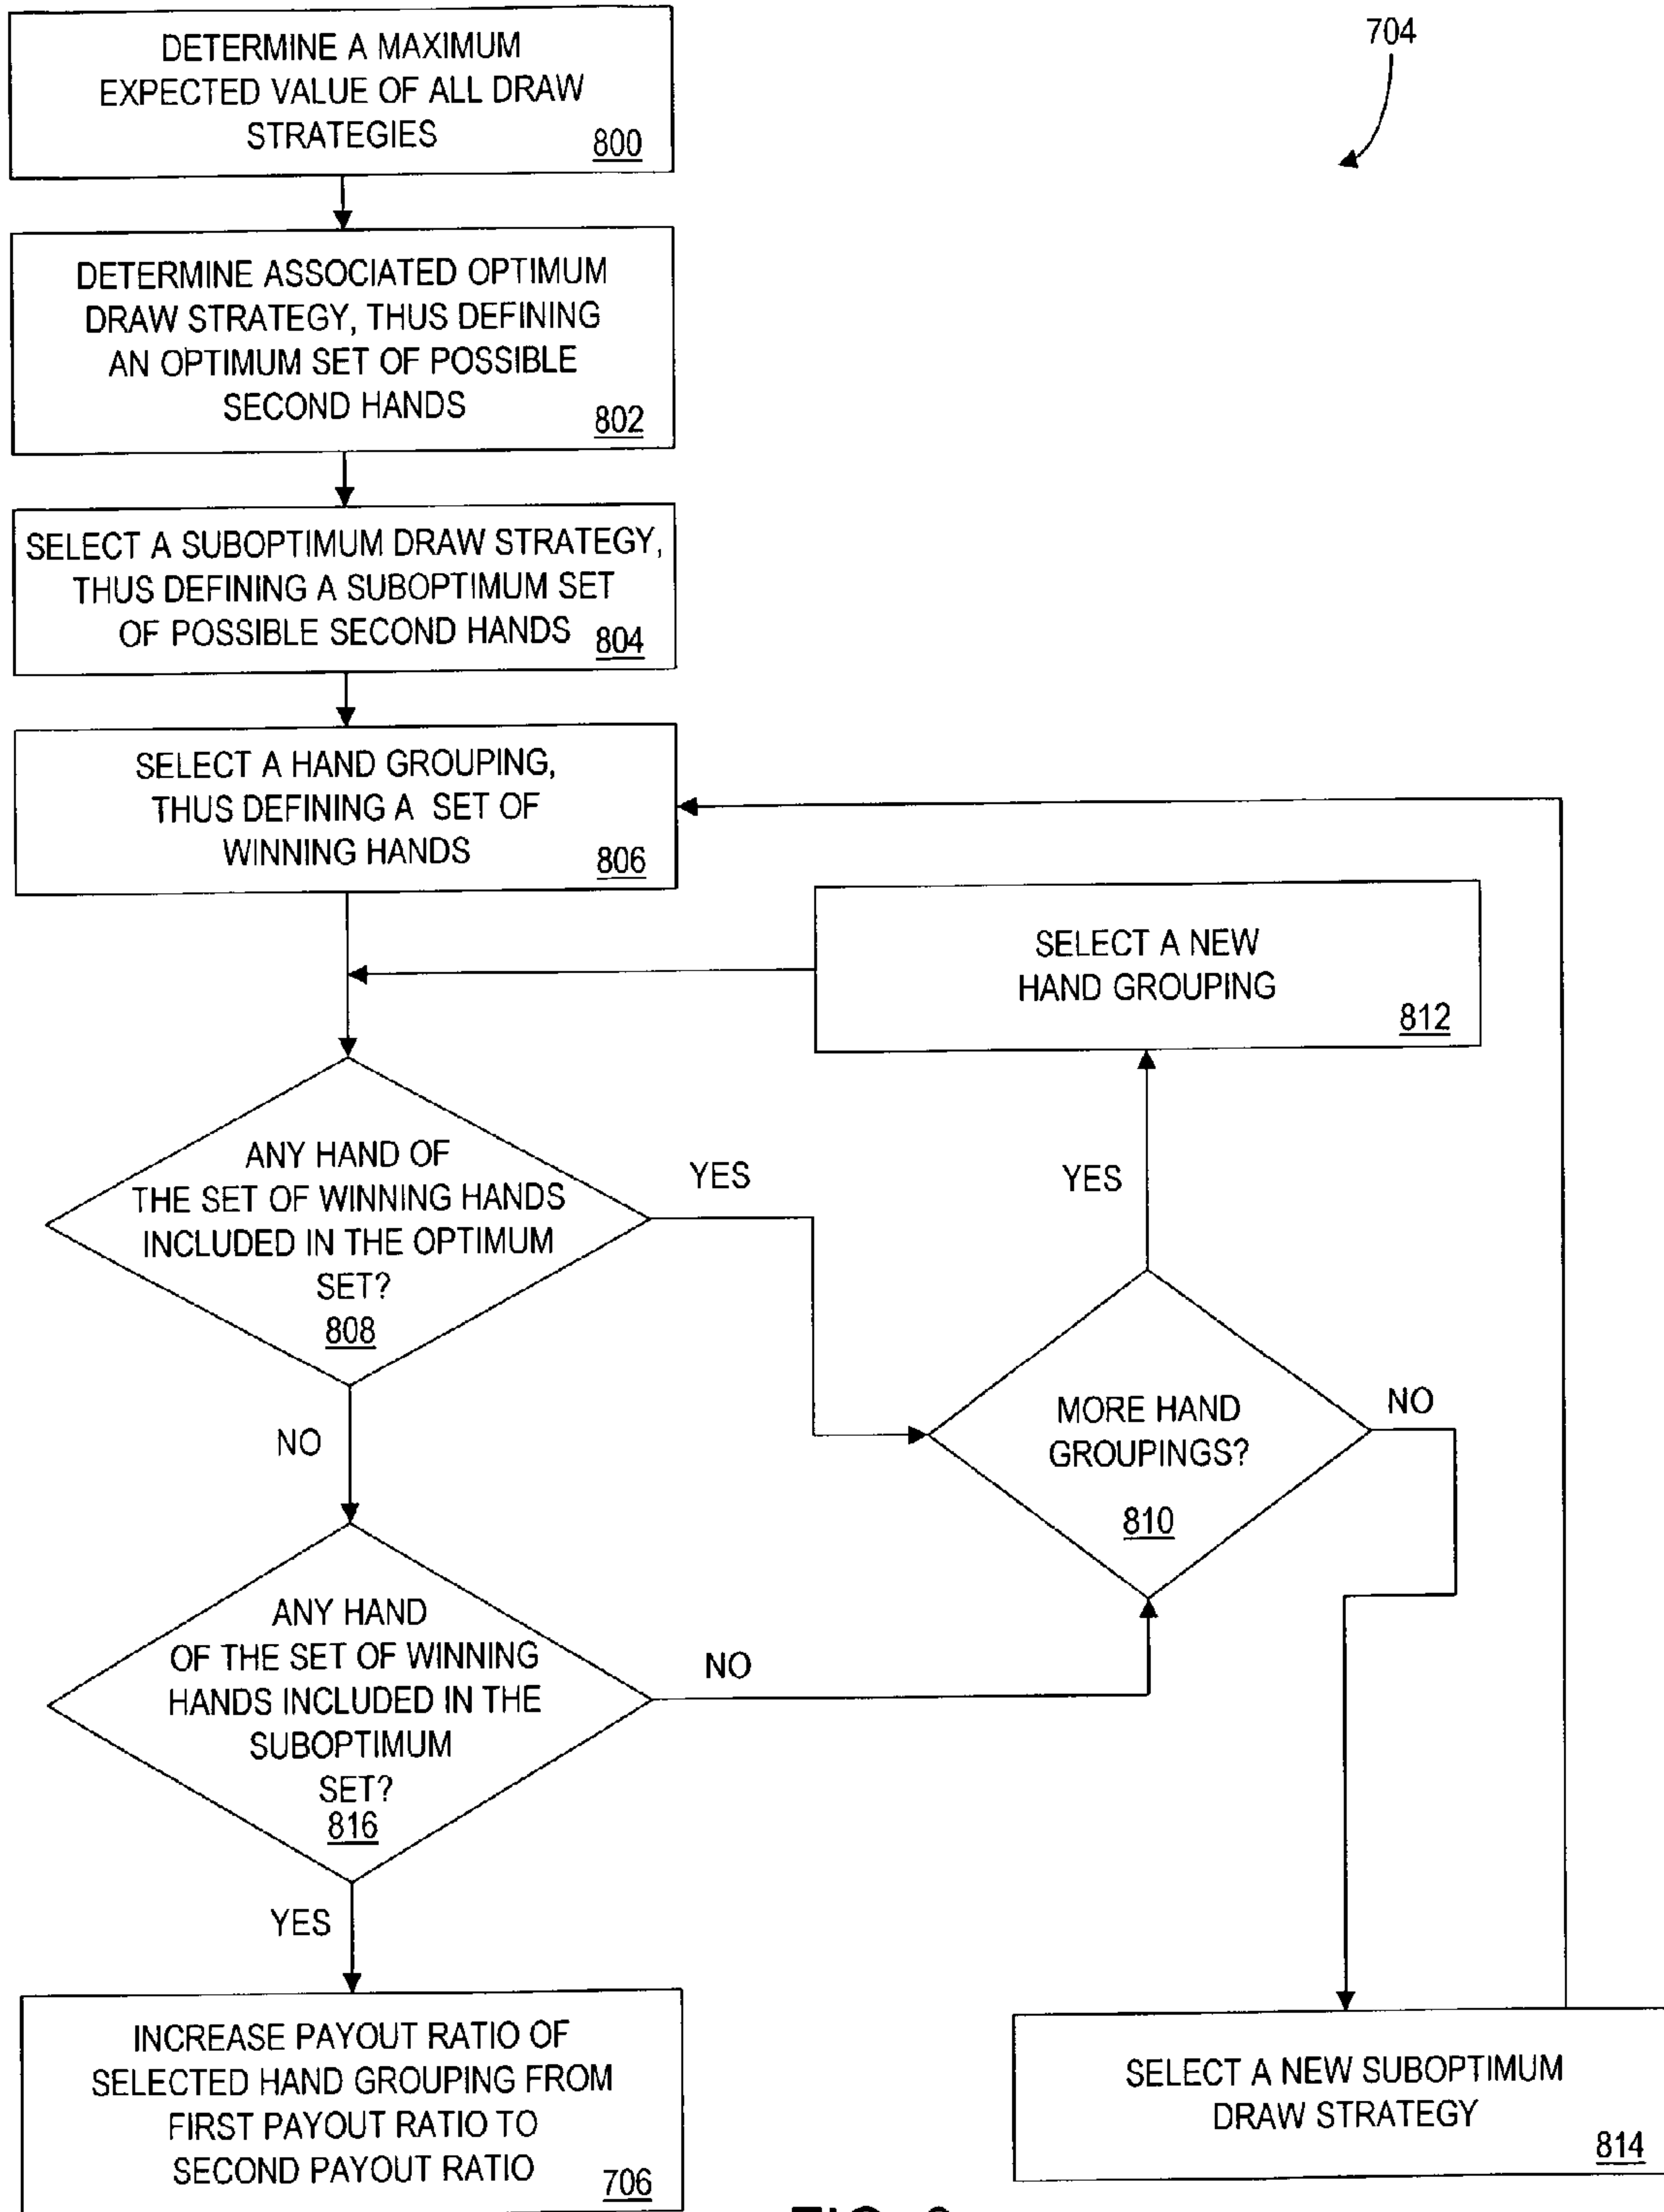 704
DETERMINE A MAXIMUM
EXPECTED VALUE OF ALL DRAW
STRATEGIES
800
DETERMINE ASSOCIATED OPTIMUM
DRAW STRATEGY, THUS DEFINING
AN OPTIMUM SET OF POSSIBLE
SECOND HANDS
802
SELECT A SUBOPTIMUM DRAW STRATEGY,
THUS DEFINING A SUBOPTIMUM SET
OF POSSIBLE SECOND HANDS
804
SELECT A HAND GROUPING,
THUS DEFINING A SET OF
WINNING HANDS
806
SELECT A NEW
HAND GROUPING
812
ANY HAND OF
THE SET OF WINNING HANDS
INCLUDED IN THE OPTIMUM
SET?
808
YES
YES
NO
MORE HAND
GROUPINGS?
810
NO
ANY HAND
OF THE SET OF WINNING
HANDS INCLUDED IN THE
SUBOPTIMUM
SET?
816
NO
YES
INCREASE PAYOUT RATIO OF
SELECTED HAND GROUPING FROM
FIRST PAYOUT RATIO TO
SECOND PAYOUT RATIO
706
SELECT A NEW SUBOPTIMUM
DRAW STRATEGY
814